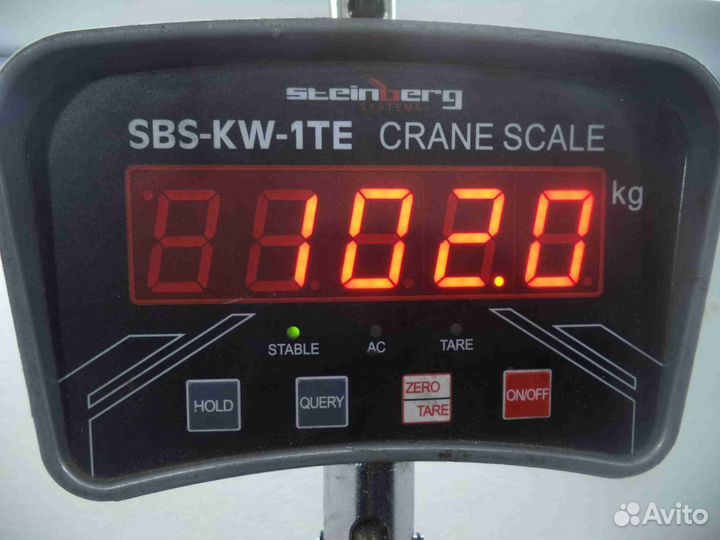 steinberg
SYSTEMS
SBS-KW-1TE CRANE SCALE
102.0 kg
STABLE AC TARE
HOLD QUERY ZERO TARE ON/OFF
Avito